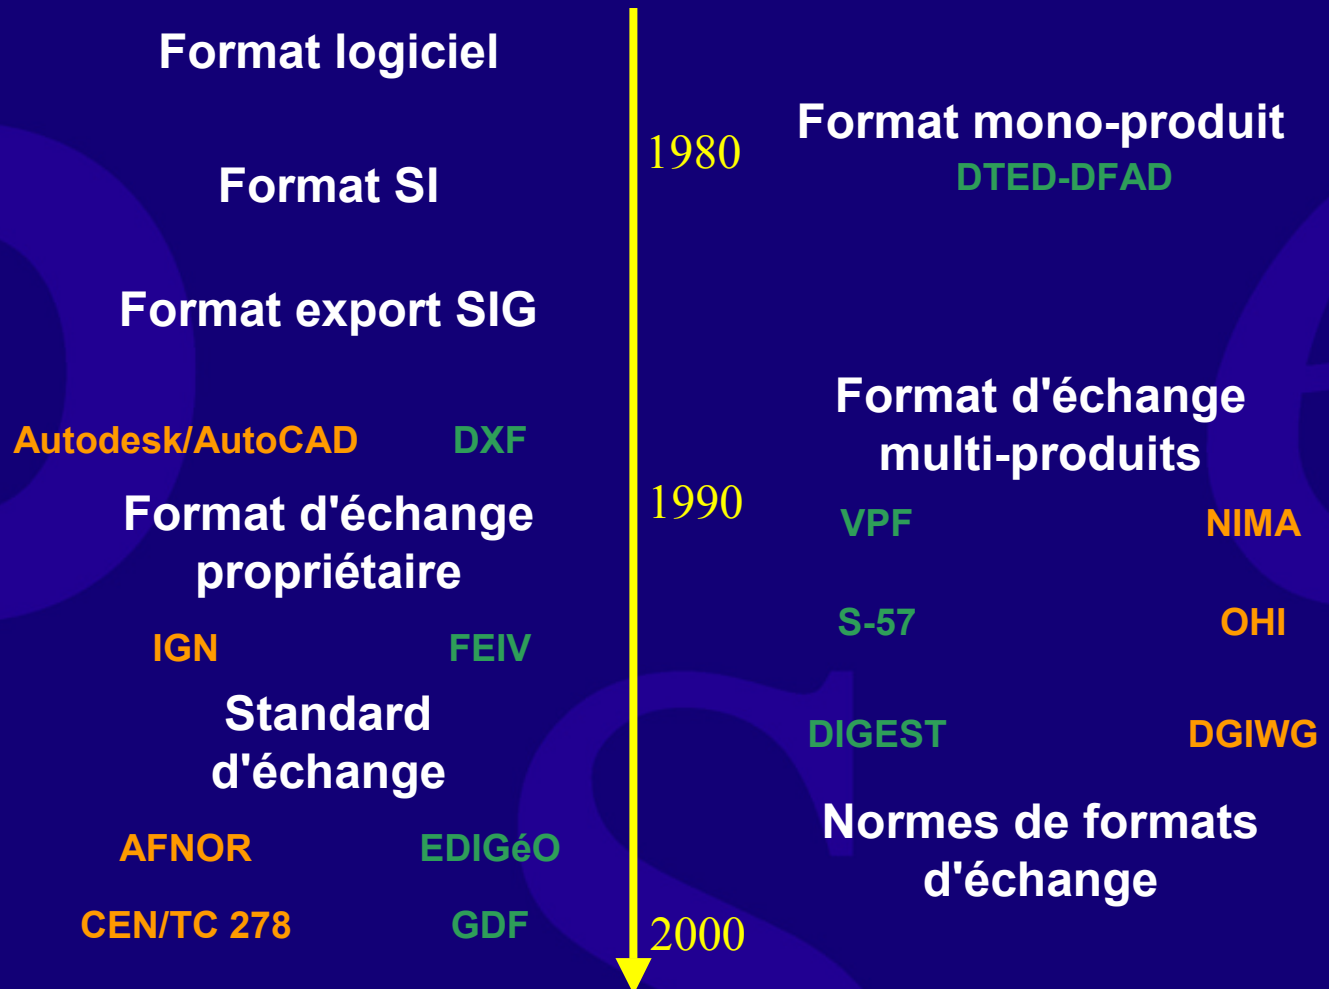 Format logiciel
Format SI
Format export SIG
Autodesk/AutoCAD DXF
Format d'échange
propriétaire
IGN FEIV
Standard
d'échange
AFNOR EDIGéO
CEN/TC 278 GDF
1980
1990
2000
Format mono-produit
DTED-DFAD
Format d'échange
multi-produits
VPF NIMA
S-57 OHI
DIGEST DGIWG
Normes de formats
d'échange